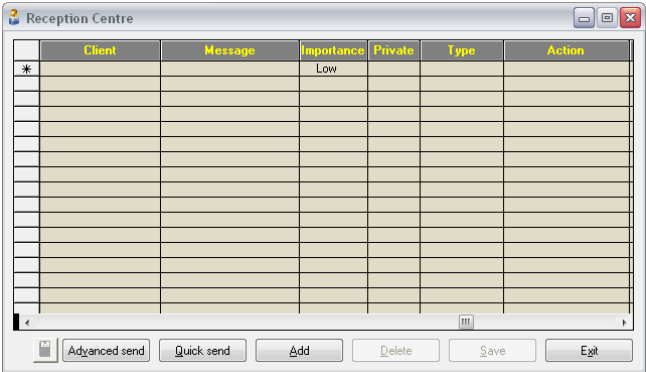 Reception Centre
Client Message Importance Private Type Action
Low
Advanced send Quick send Add Delete Save Exit